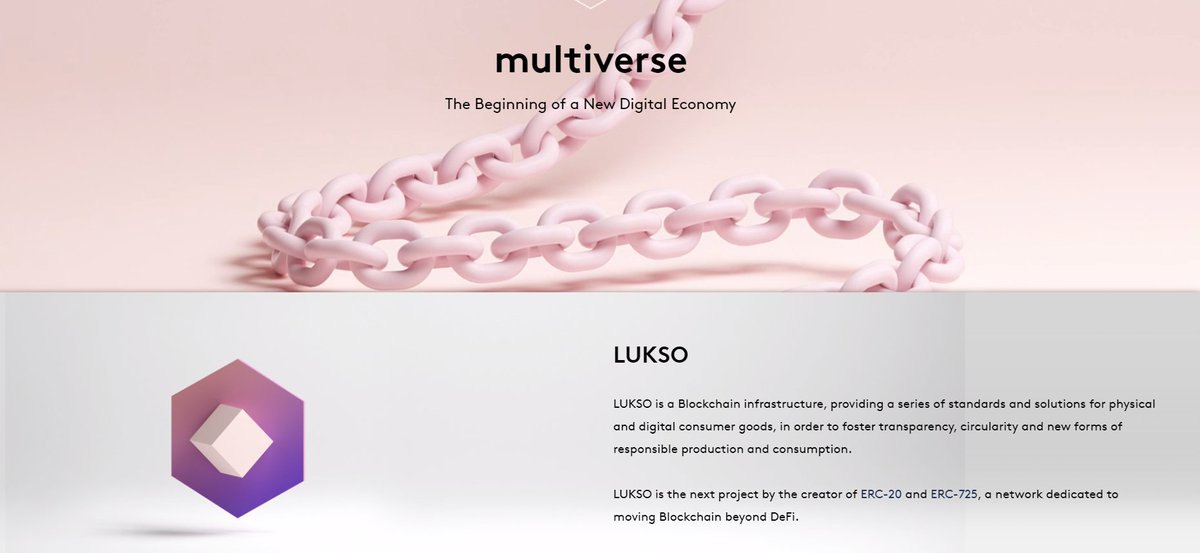 multiverse
The Beginning of a New Digital Economy
LUKSO
LUKSO is a Blockchain infrastructure, providing a series of standards and solutions for physical
and digital consumer goods, in order to foster transparency, circularity and new forms of
responsible production and consumption.
LUKSO is the next project by the creator of ERC-20 and ERC-725, a network dedicated to
moving Blockchain beyond DeFi.